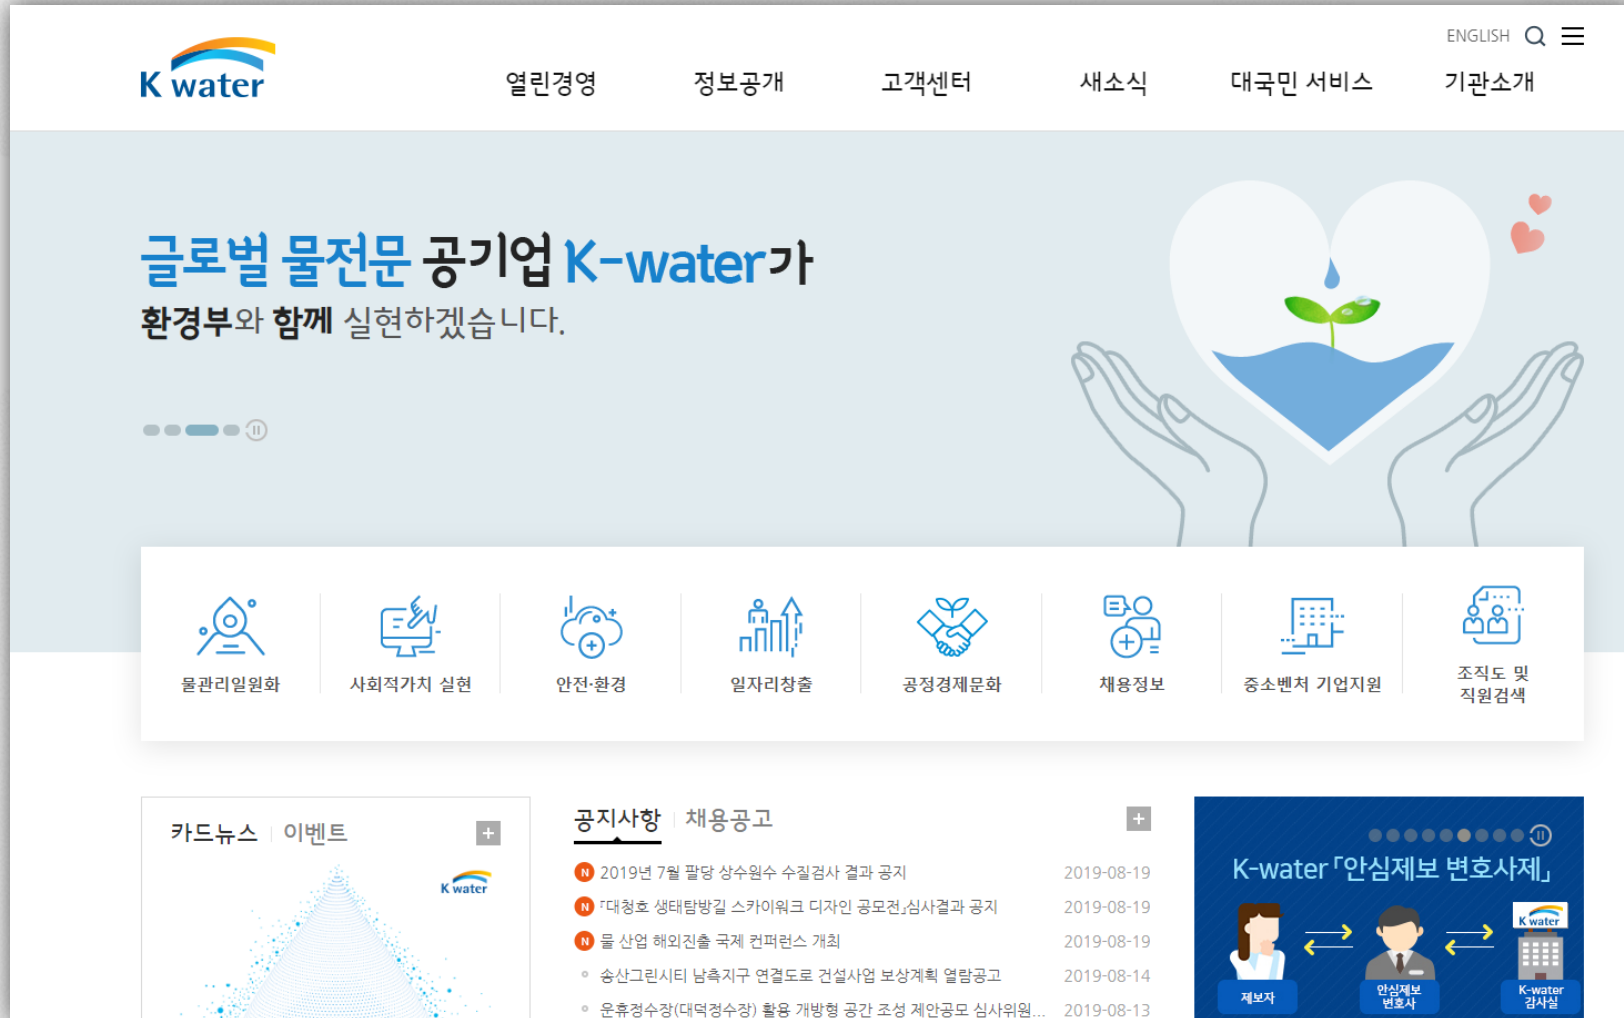 ENGLISH
K water
열린경영 정보공개 고객센터 새소식 대국민 서비스 기관소개
글로벌 물전문 공기업 K-water가
환경부와 함께 실현하겠습니다.
물관리일원화 사회적가치 실현 안전·환경 일자리창출 공정경제문화 채용정보 중소벤처 기업지원 조직도 및
직원검색
카드뉴스 이벤트
K water
공지사항 채용공고
N 2019년 7월 팔당 상수원수 수질검사 결과 공지 2019-08-19
N 「대청호 생태탐방길 스카이워크 디자인 공모전」심사결과 공지 2019-08-19
N 물 산업 해외진출 국제 컨퍼런스 개최 2019-08-19
송산그린시티 남측지구 연결도로 건설사업 보상계획 열람공고 2019-08-14
운휴정수장(대덕정수장) 활용 개방형 공간 조성 제안공모 심사위원... 2019-08-13
K-water「안심제보 변호사제」
K water
제보자
안심제보
변호사
K-water
감사실